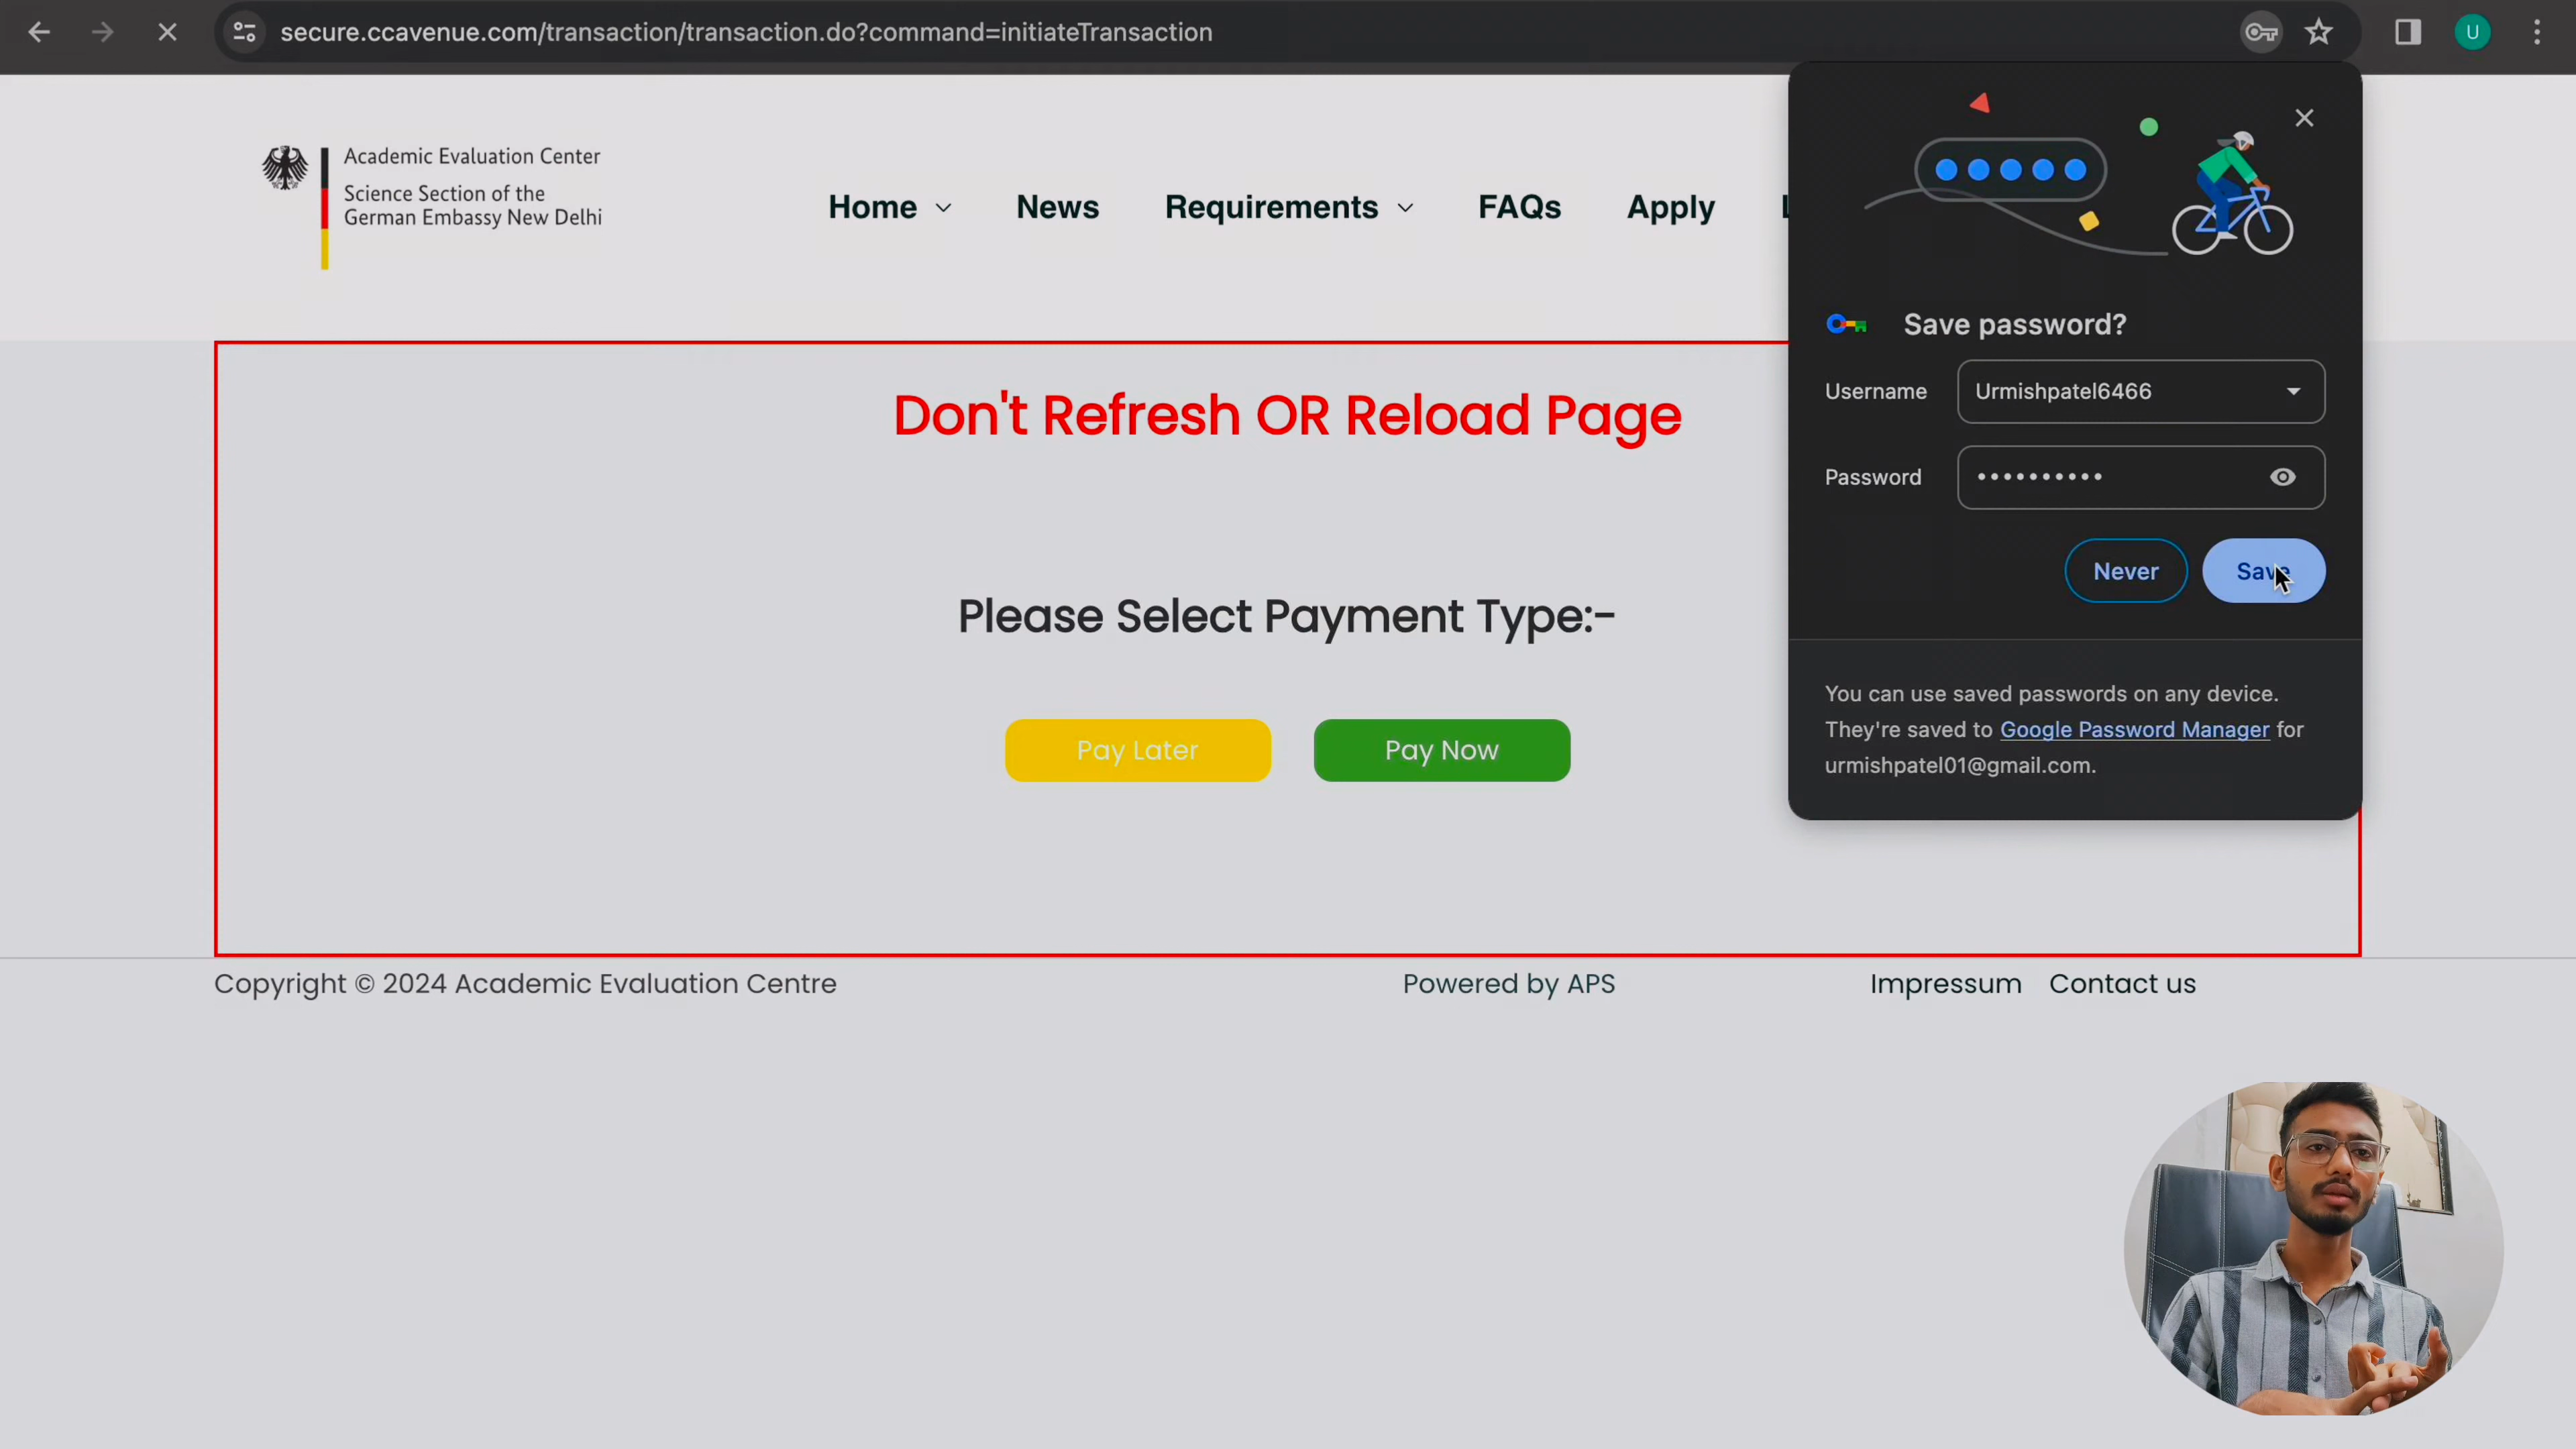 secure.ccavenue.com/transaction/transaction.do?command=initiateTransaction
U
Academic Evaluation Center
Science Section of the
German Embassy New Delhi
Home
News
Requirements
FAQs
Apply
Save password?
Username
Urmishpatel6466
Password
Never
Save
You can use saved passwords on any device.
They're saved to Google Password Manager for
urmishpatel01@gmail.com.
Don't Refresh OR Reload Page
Please Select Payment Type:-
Pay Later
Pay Now
Copyright © 2024 Academic Evaluation Centre
Powered by APS
Impressum
Contact us